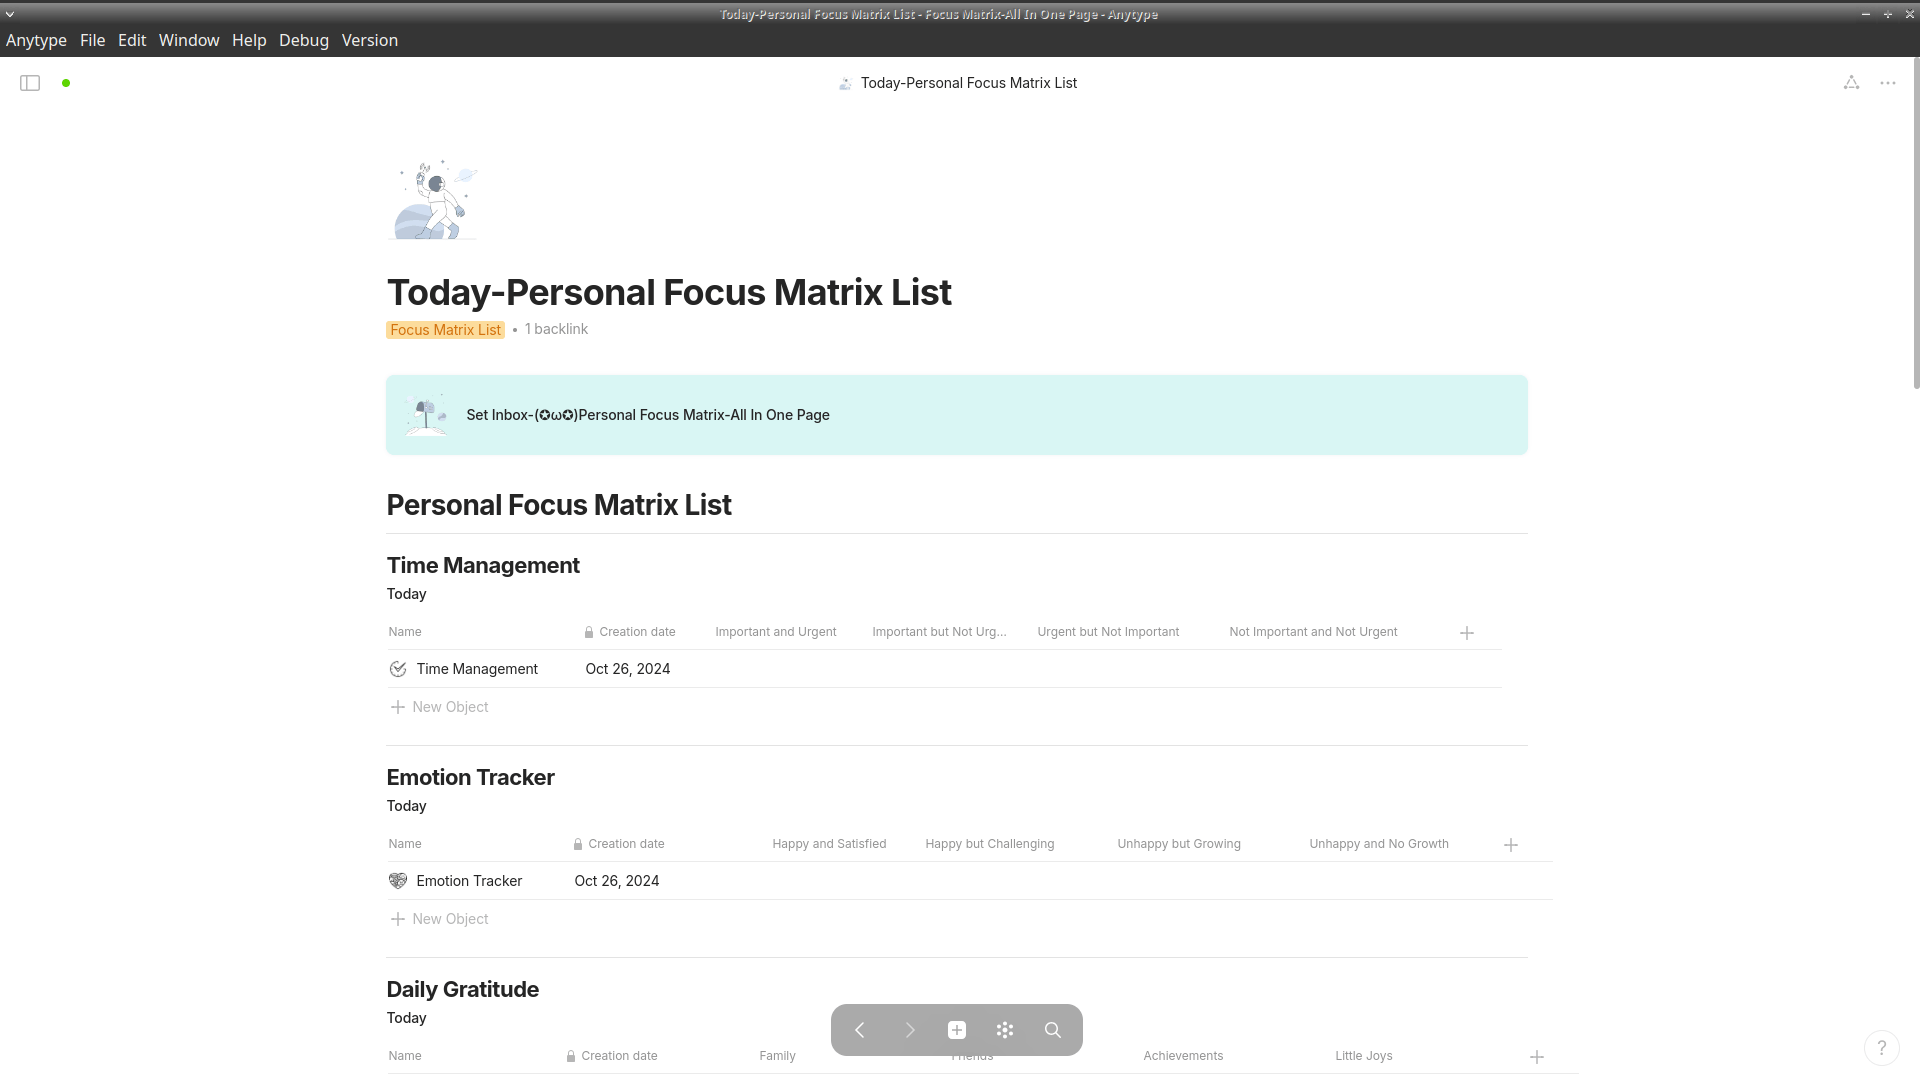 Today-Personal Focus Matrix List - Focus Matrix-All In One Page - Anytype
Anytype File Edit Window Help Debug Version
Today-Personal Focus Matrix List
Today-Personal Focus Matrix List
Focus Matrix List • 1 backlink
Set Inbox-(✪ω✪)Personal Focus Matrix-All In One Page
Personal Focus Matrix List
Time Management
Today
Name Creation date Important and Urgent Important but Not Urg... Urgent but Not Important Not Important and Not Urgent
Time Management Oct 26, 2024
New Object
Emotion Tracker
Today
Name Creation date Happy and Satisfied Happy but Challenging Unhappy but Growing Unhappy and No Growth
Emotion Tracker Oct 26, 2024
New Object
Daily Gratitude
Today
Name Creation date Family Friends Achievements Little Joys
?